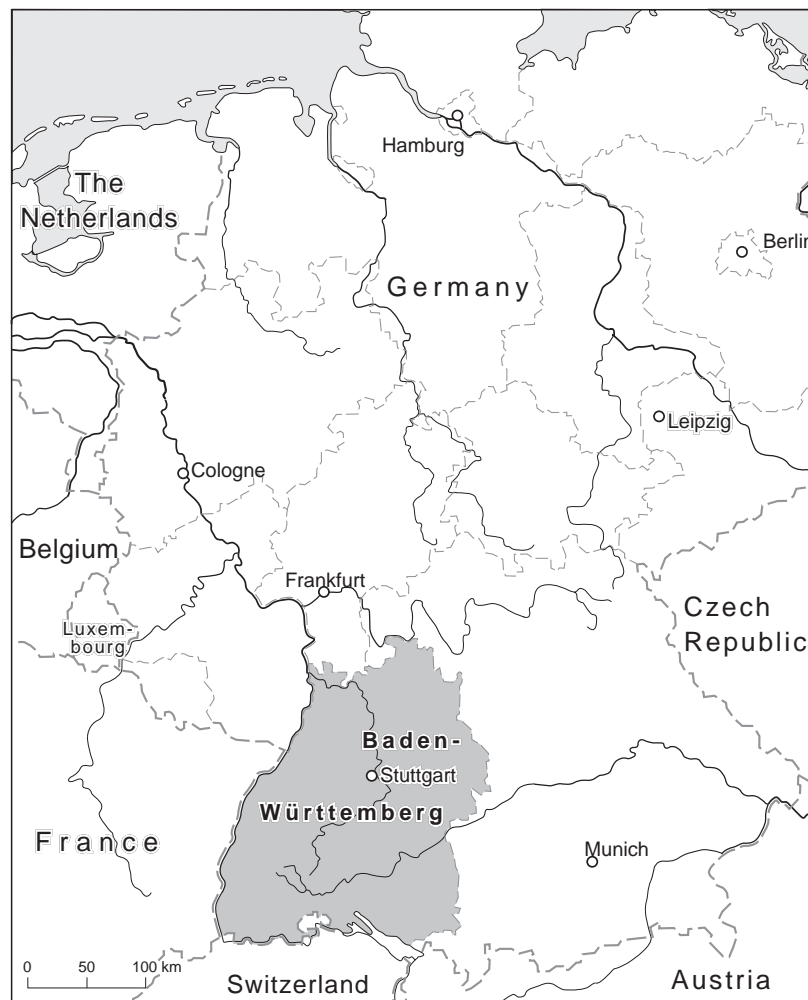 Hamburg
The
Netherlands
Berlin
Germany
Leipzig
Cologne
Belgium
Frankfurt
Czech
Republic
Luxem-
bourg
Baden-
Stuttgart
Württemberg
France
Munich
0 50 100 km
Switzerland
Austria